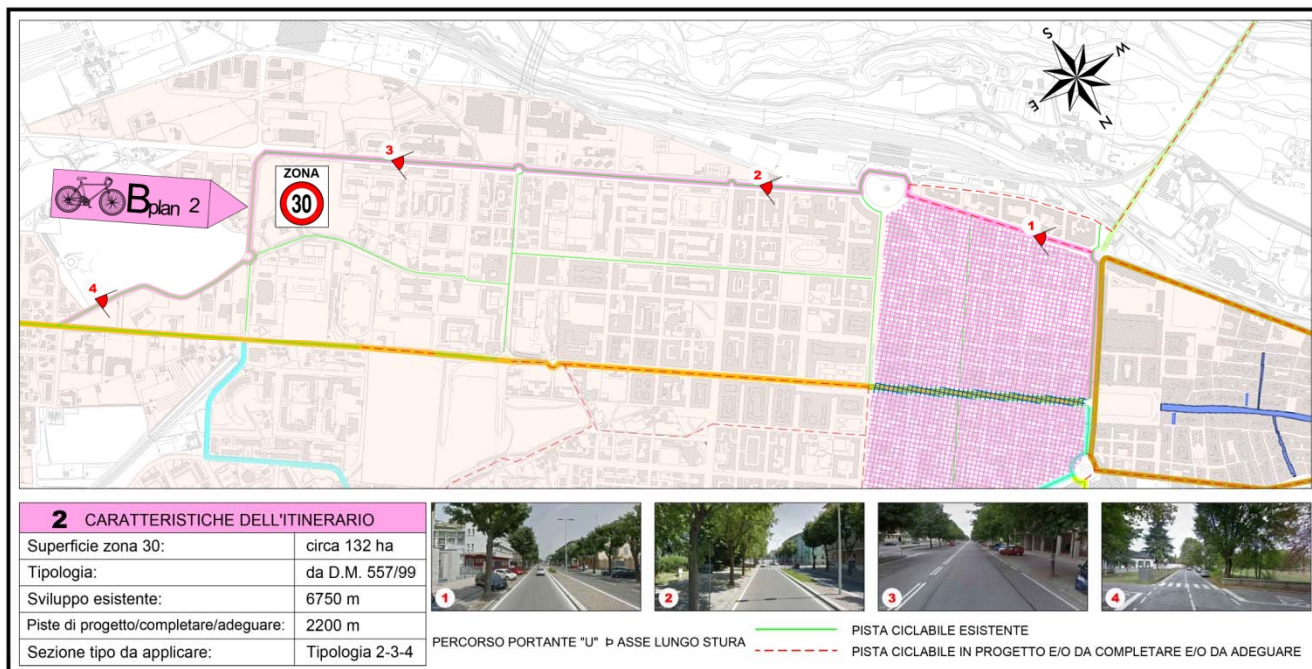 S
W
E
N
3
2
1
4
Bplan 2
ZONA
30
2 CARATTERISTICHE DELL'ITINERARIO
Superficie zona 30: circa 132 ha
Tipologia: da D.M. 557/99
Sviluppo esistente: 6750 m
Piste di progetto/completare/adeguare: 2200 m
Sezione tipo da applicare: Tipologia 2-3-4
1
2
3
4
PERCORSO PORTANTE "U" Þ ASSE LUNGO STURA
PISTA CICLABILE ESISTENTE
PISTA CICLABILE IN PROGETTO E/O DA COMPLETARE E/O DA ADEGUARE